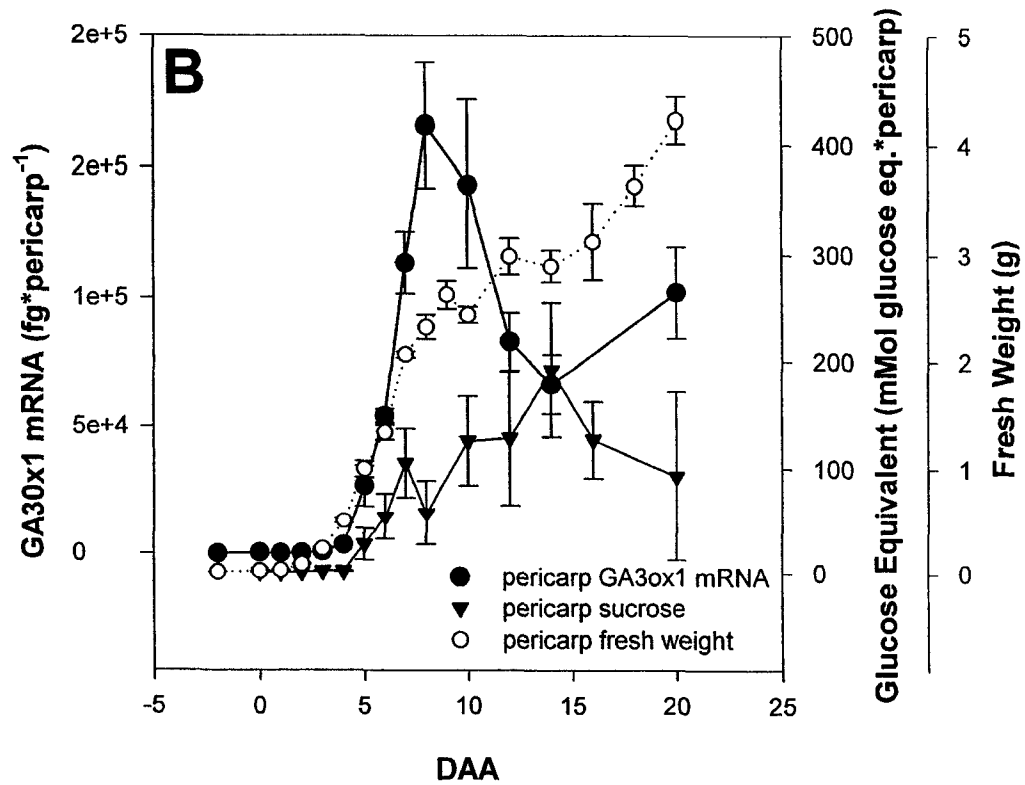 B
GA30x1 mRNA (fg*pericarp⁻¹)
2e+5
2e+5
1e+5
5e+4
0
500
400
300
200
100
0
Glucose Equivalent (mMol glucose eq.*pericarp)
5
4
3
2
1
0
Fresh Weight (g)
pericarp GA3ox1 mRNA
pericarp sucrose
pericarp fresh weight
-5 0 5 10 15 20 25
DAA